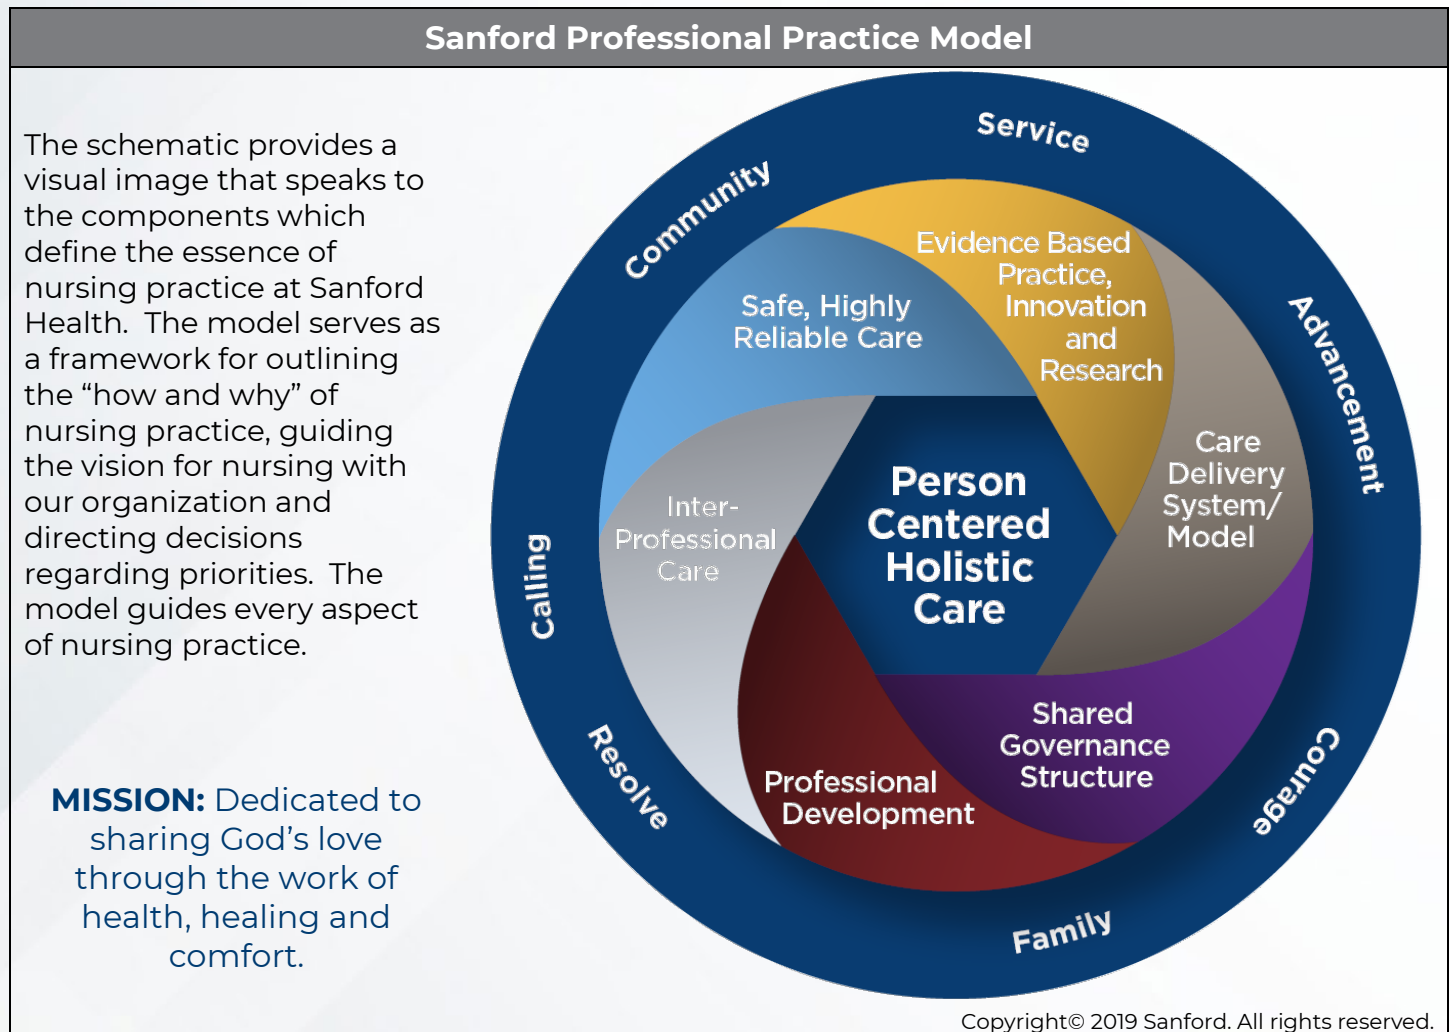 Sanford Professional Practice Model
The schematic provides a
visual image that speaks to
the components which
define the essence of
nursing practice at Sanford
Health.  The model serves as
a framework for outlining
the “how and why” of
nursing practice, guiding
the vision for nursing with
our organization and
directing decisions
regarding priorities.  The
model guides every aspect
of nursing practice.
MISSION: Dedicated to
sharing God’s love
through the work of
health, healing and
comfort.
Community
Service
Advancement
Courage
Family
Resolve
Calling
Safe, Highly
Reliable Care
Evidence Based
Practice,
Innovation
and
Research
Care
Delivery
System/
Model
Shared
Governance
Structure
Professional
Development
Inter-
Professional
Care
Person
Centered
Holistic
Care
Copyright© 2019 Sanford. All rights reserved.